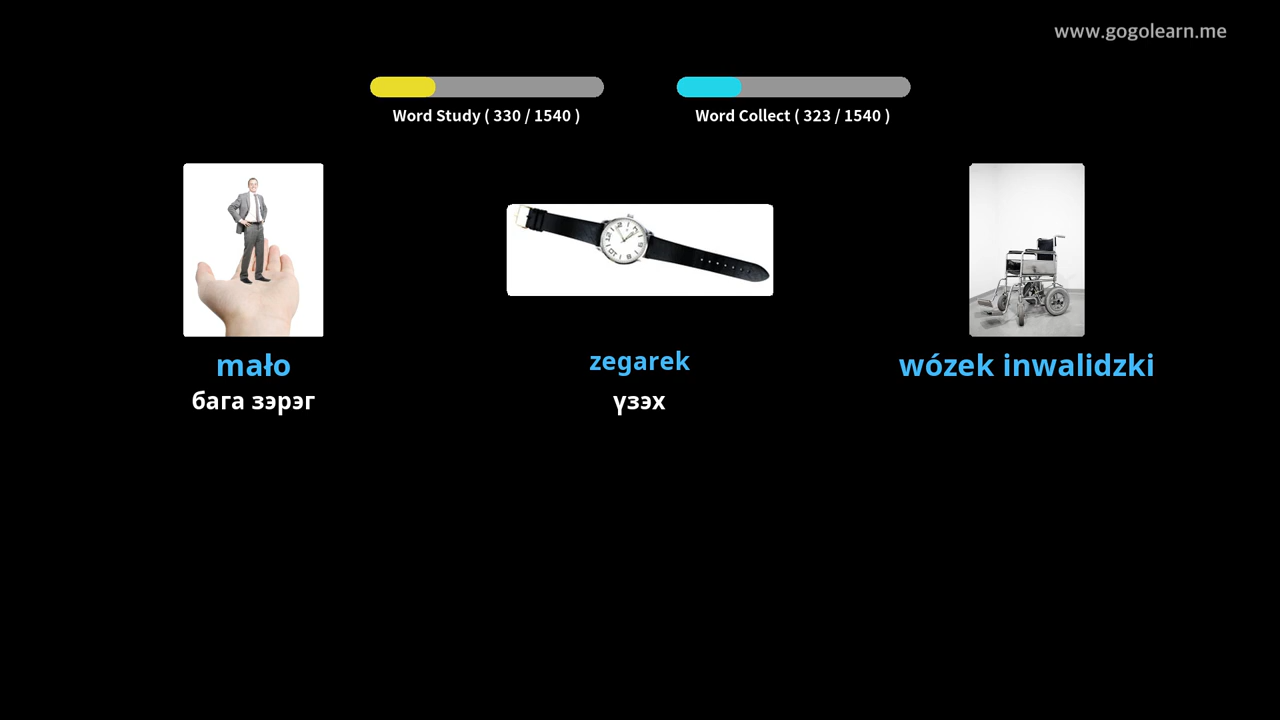 www.gogolearn.me
Word Study ( 330 / 1540 )
Word Collect ( 323 / 1540 )
mało
zegarek
wózek inwalidzki
бага зэрэг
үзэх